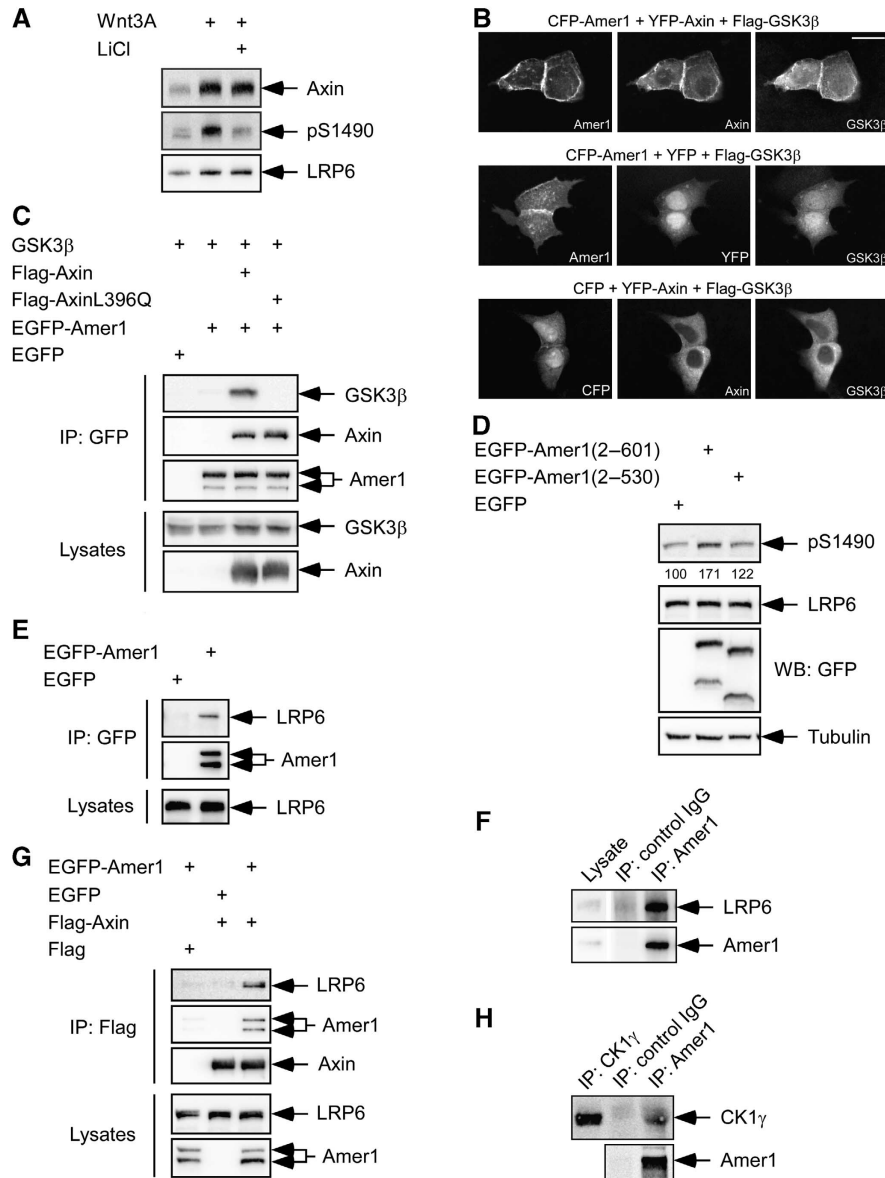 A
Wnt3A + +
LiCl +
Axin
pS1490
LRP6
B
CFP-Amer1 + YFP-Axin + Flag-GSK3β
Amer1 Axin GSK3β
CFP-Amer1 + YFP + Flag-GSK3β
Amer1 YFP GSK3β
CFP + YFP-Axin + Flag-GSK3β
CFP Axin GSK3β
C
GSK3β + + + +
Flag-Axin +
Flag-AxinL396Q +
EGFP-Amer1 + + +
EGFP +
IP: GFP
GSK3β
Axin
Amer1
Lysates
GSK3β
Axin
D
EGFP-Amer1(2–601) +
EGFP-Amer1(2–530) +
EGFP +
pS1490
100 171 122
LRP6
WB: GFP
Tubulin
E
EGFP-Amer1 +
EGFP +
IP: GFP
LRP6
Amer1
Lysates
LRP6
F
Lysate
IP: control IgG
IP: Amer1
LRP6
Amer1
G
EGFP-Amer1 + +
EGFP +
Flag-Axin + +
Flag +
IP: Flag
LRP6
Amer1
Axin
Lysates
LRP6
Amer1
H
IP: CK1γ
IP: control IgG
IP: Amer1
CK1γ
Amer1